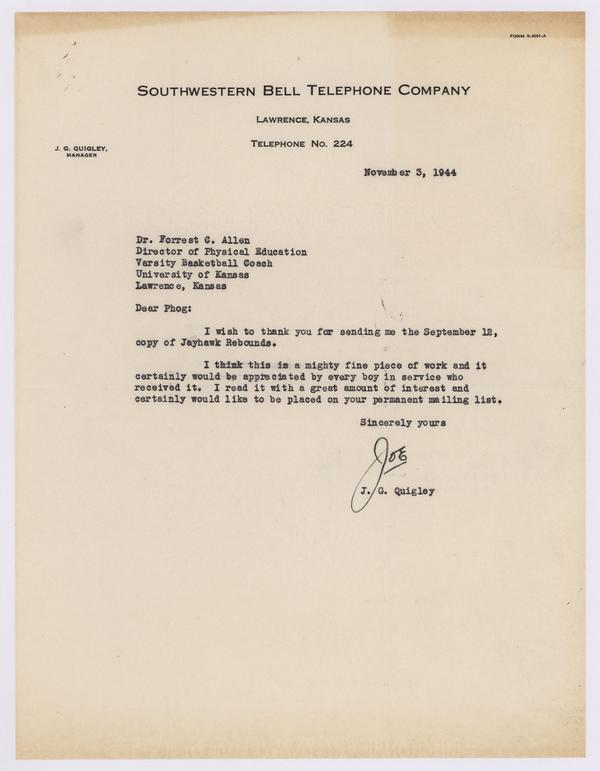 FORM S-2001-A
SOUTHWESTERN BELL TELEPHONE COMPANY
LAWRENCE, KANSAS
TELEPHONE NO. 224
J. G. QUIGLEY,
MANAGER
November 3, 1944
Dr. Forrest C. Allen
Director of Physical Education
Varsity Basketball Coach
University of Kansas
Lawrence, Kansas
Dear Phog:
I wish to thank you for sending me the September 12,
copy of Jayhawk Rebounds.
I think this is a mighty fine piece of work and it
certainly would be appreciated by every boy in service who
received it. I read it with a great amount of interest and
certainly would like to be placed on your permanent mailing list.
Sincerely yours
Joe
J. G. Quigley